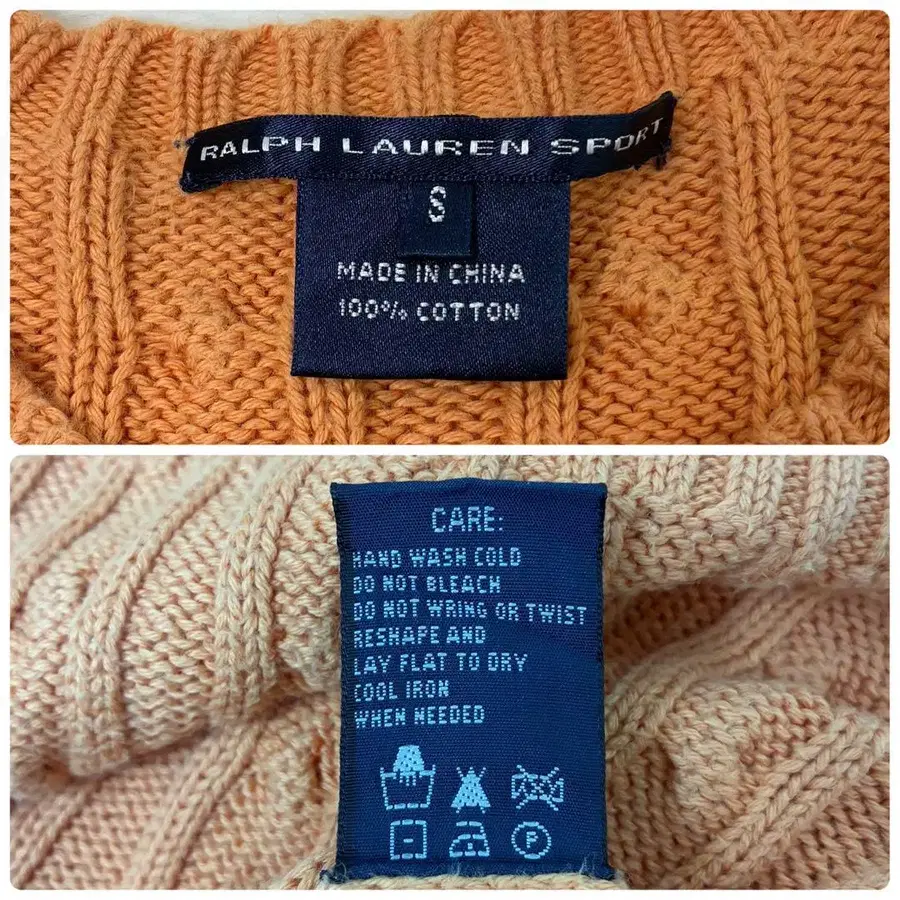 RALPH LAUREN SPORT
S
MADE IN CHINA
100% COTTON
CARE:
HAND WASH COLD
DO NOT BLEACH
DO NOT WRING OR TWIST
RESHAPE AND
LAY FLAT TO DRY
COOL IRON
WHEN NEEDED
P